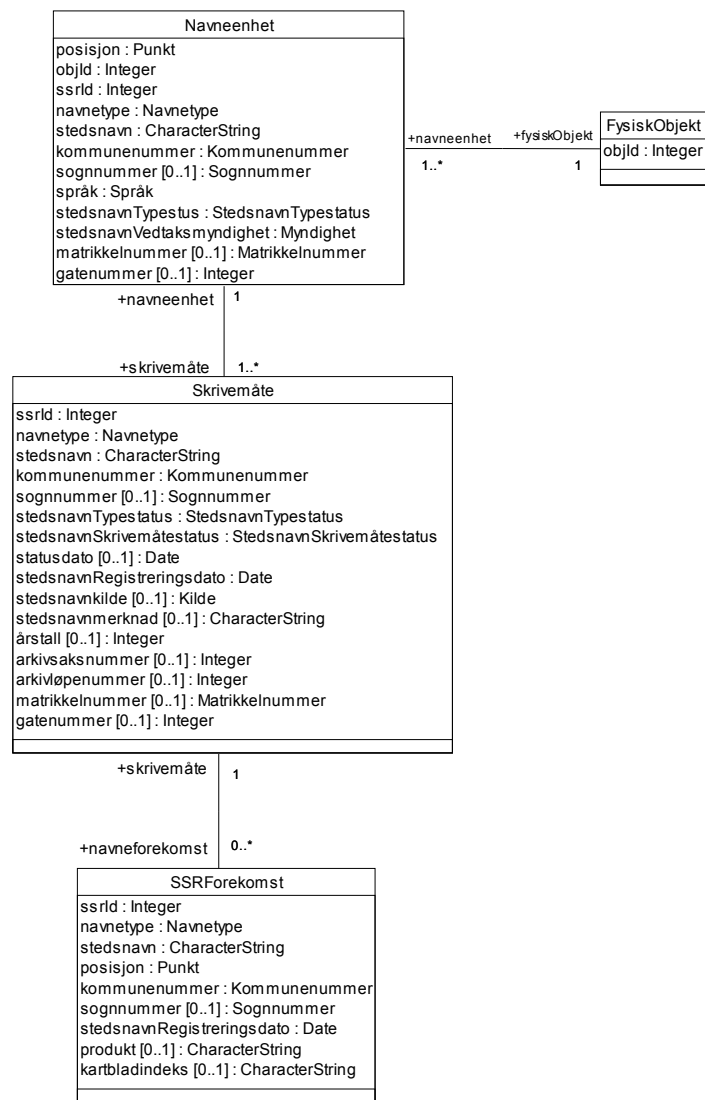 Navneenhet
posisjon : Punkt
objId : Integer
ssrId : Integer
navnetype : Navnetype
stedsnavn : CharacterString
kommunenummer : Kommunenummer
sognnummer [0..1] : Sognnummer
språk : Språk
stedsnavnTypestus : StedsnavnTypestatus
stedsnavnVedtaksmyndighet : Myndighet
matrikkelnummer [0..1] : Matrikkelnummer
gatenummer [0..1] : Integer
+navneenhet
+fysiskObjekt
1..*
1
FysiskObjekt
objId : Integer
+navneenhet
1
+skrivemåte
1..*
Skrivemåte
ssrId : Integer
navnetype : Navnetype
stedsnavn : CharacterString
kommunenummer : Kommunenummer
sognnummer [0..1] : Sognnummer
stedsnavnTypestatus : StedsnavnTypestatus
stedsnavnSkrivemåtestatus : StedsnavnSkrivemåtestatus
statusdato [0..1] : Date
stedsnavnRegistreringsdato : Date
stedsnavnkilde [0..1] : Kilde
stedsnavnmerknad [0..1] : CharacterString
årstall [0..1] : Integer
arkivsaksnummer [0..1] : Integer
arkivløpenummer [0..1] : Integer
matrikkelnummer [0..1] : Matrikkelnummer
gatenummer [0..1] : Integer
+skrivemåte
1
+navneforekomst
0..*
SSRForekomst
ssrId : Integer
navnetype : Navnetype
stedsnavn : CharacterString
posisjon : Punkt
kommunenummer : Kommunenummer
sognnummer [0..1] : Sognnummer
stedsnavnRegistreringsdato : Date
produkt [0..1] : CharacterString
kartbladindeks [0..1] : CharacterString